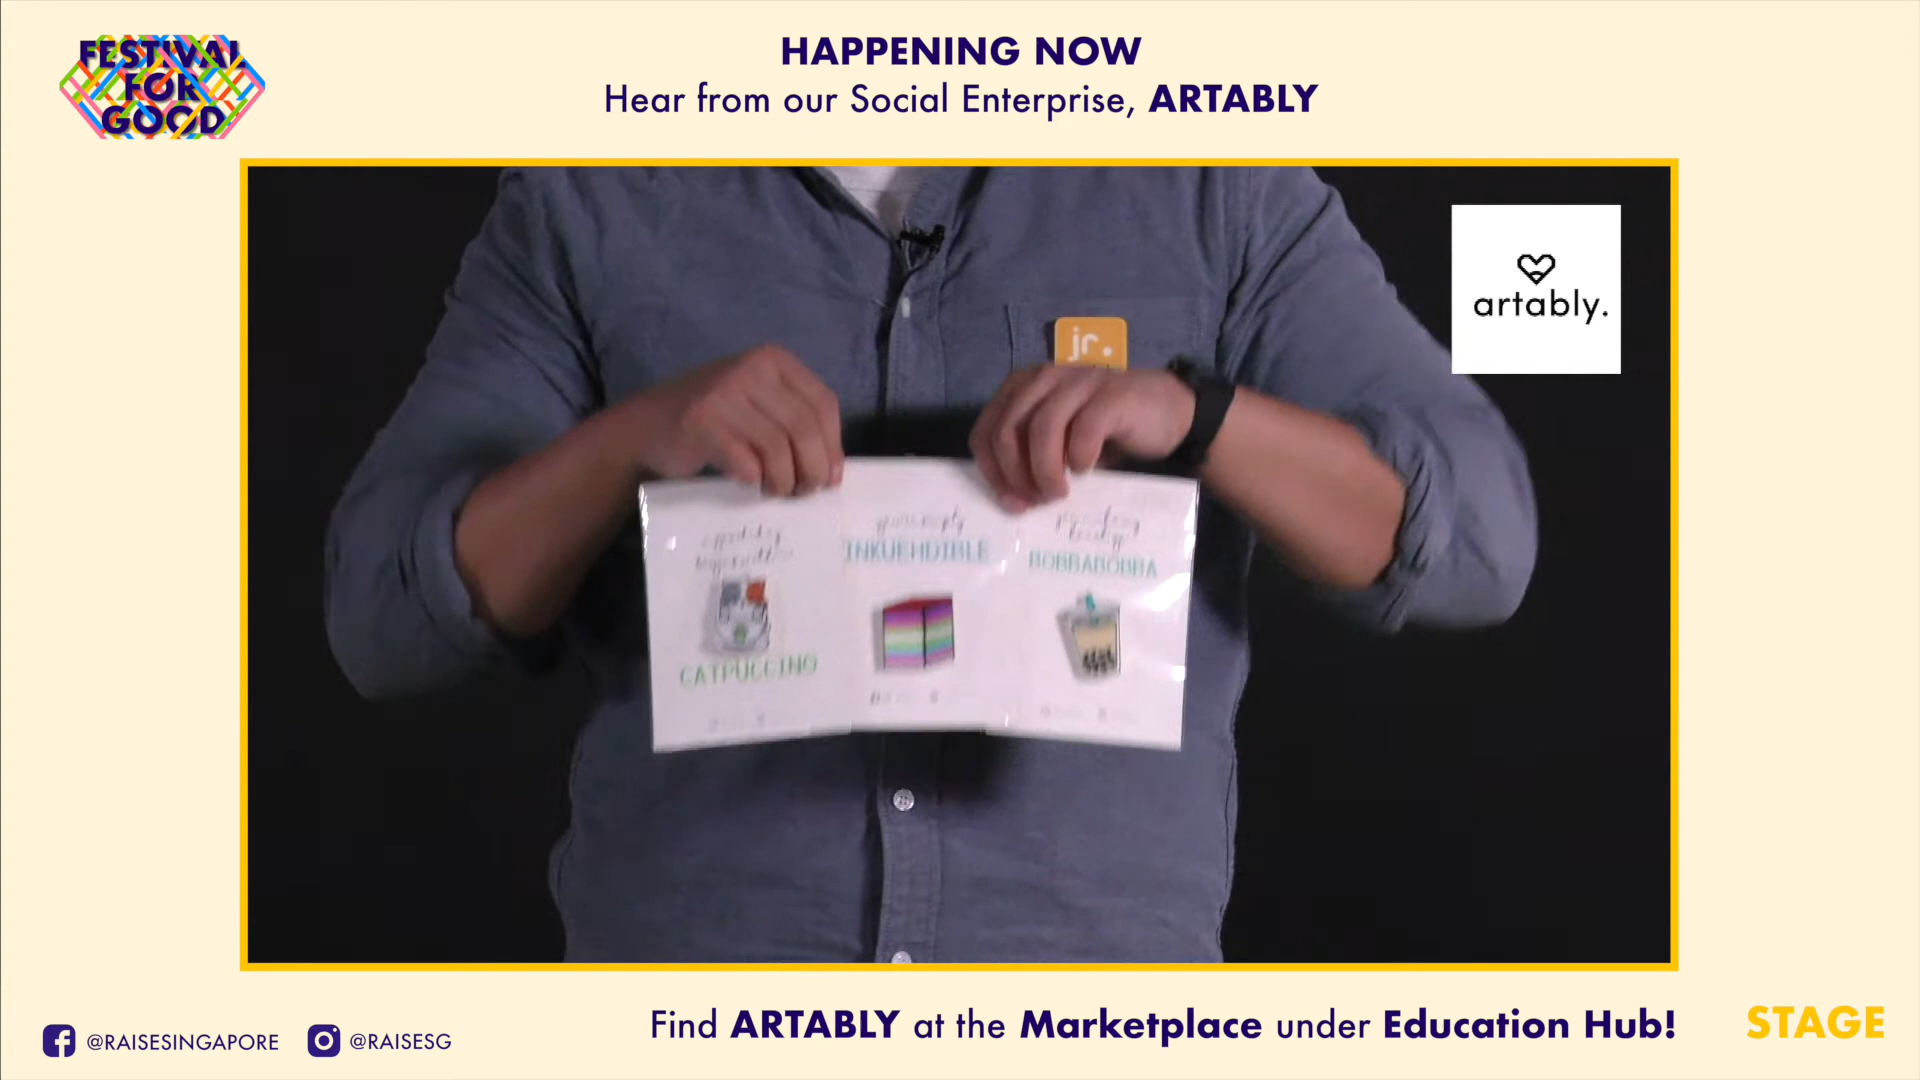 FESTIVAL
FOR
GOOD
HAPPENING NOW
Hear from our Social Enterprise, ARTABLY
artably.
jr.
INKUEHDIBLE
BOBBABOBBA
CATPUCCINO
@RAISESINGAPORE
@RAISESG
Find ARTABLY at the Marketplace under Education Hub!
STAGE